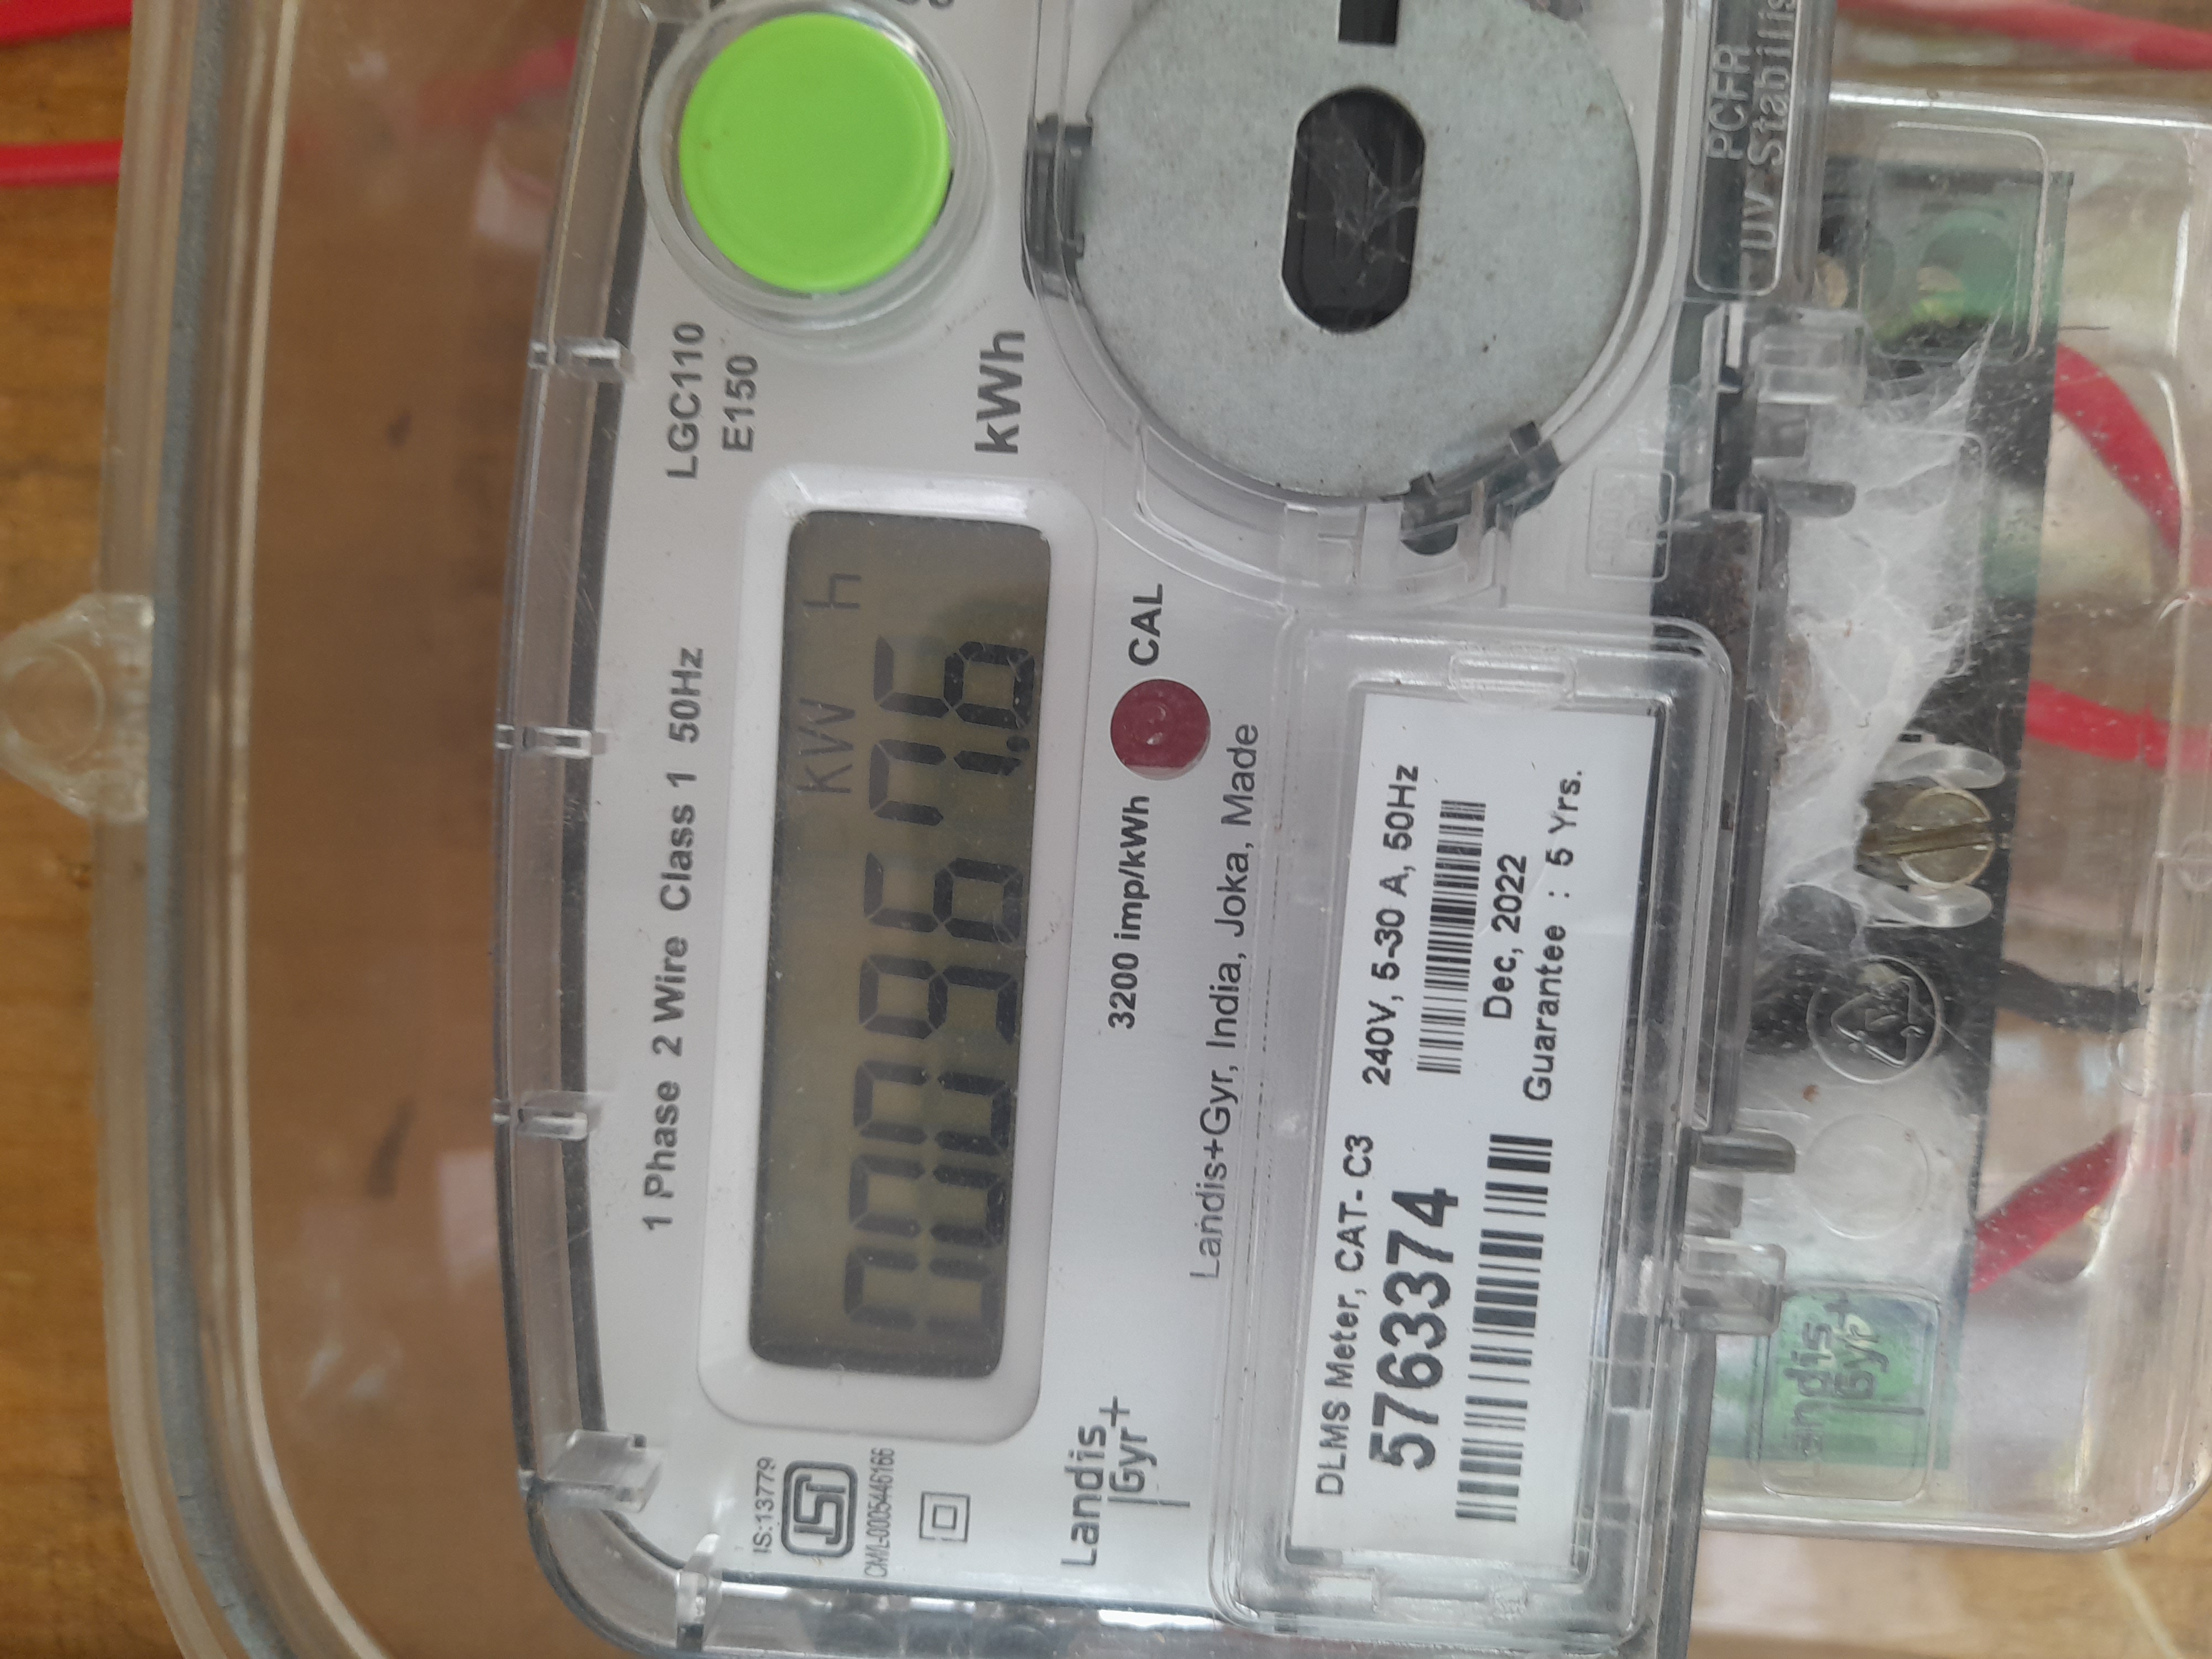 1 Phase 2 Wire Class 1 50Hz
LGC110
E150
IS:13779
CM/L-0005446166
kW h
000967.6
kWh
Landis
Gyr+
3200 imp/kWh CAL
Landis+Gyr, India, Joka, Made
DLMS Meter, CAT- C3 240V, 5-30 A, 50Hz
5763374
Dec, 2022
Guarantee : 5 Yrs.
PCFR
UV Stabilis
Landis
Gyr+